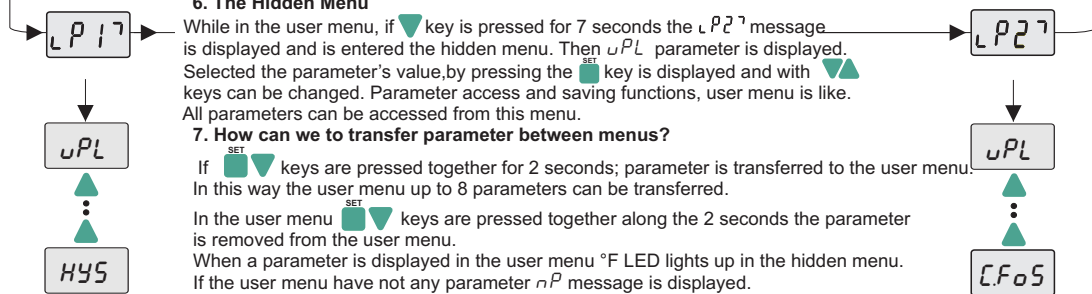 6. The Hidden Menu
While in the user menu, if key is pressed for 7 seconds the ⌞P2⌝ message
is displayed and is entered the hidden menu. Then uPL parameter is displayed.
SET
Selected the parameter's value,by pressing the key is displayed and with
keys can be changed. Parameter access and saving functions, user menu is like.
All parameters can be accessed from this menu.
7. How can we to transfer parameter between menus?
SET
If keys are pressed together for 2 seconds; parameter is transferred to the user menu.
In this way the user menu up to 8 parameters can be transferred.
SET
In the user menu keys are pressed together along the 2 seconds the parameter
is removed from the user menu.
When a parameter is displayed in the user menu °F LED lights up in the hidden menu.
If the user menu have not any parameter nP message is displayed.
⌞P1⌝
uPL
HYS
⌞P2⌝
uPL
C.FoS